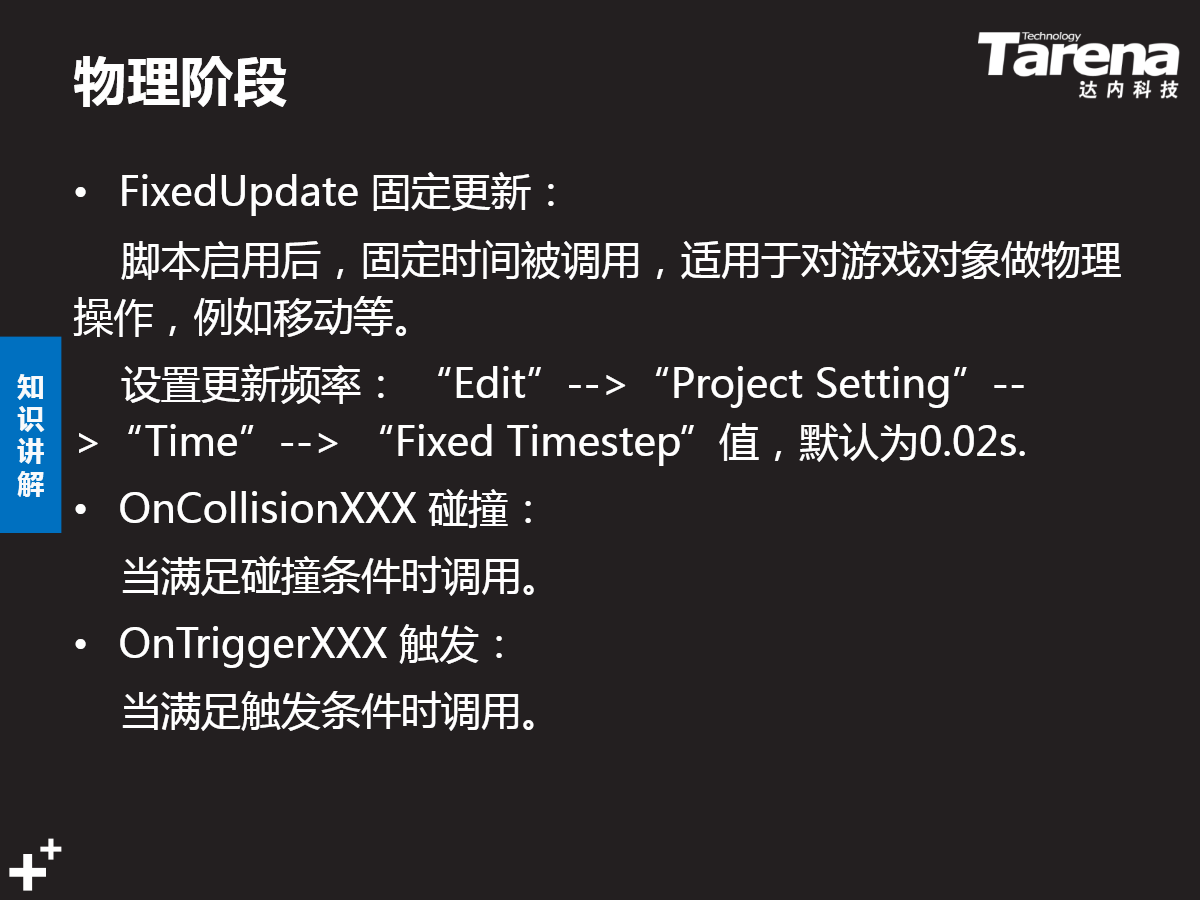 物理阶段
Technology
Tarena
达内科技
• FixedUpdate 固定更新：
脚本启用后，固定时间被调用，适用于对游戏对象做物理
操作，例如移动等。
设置更新频率： “Edit” --> “Project Setting” --
> “Time” --> “Fixed Timestep” 值，默认为0.02s.
• OnCollisionXXX 碰撞：
当满足碰撞条件时调用。
• OnTriggerXXX 触发：
当满足触发条件时调用。
知
识
讲
解